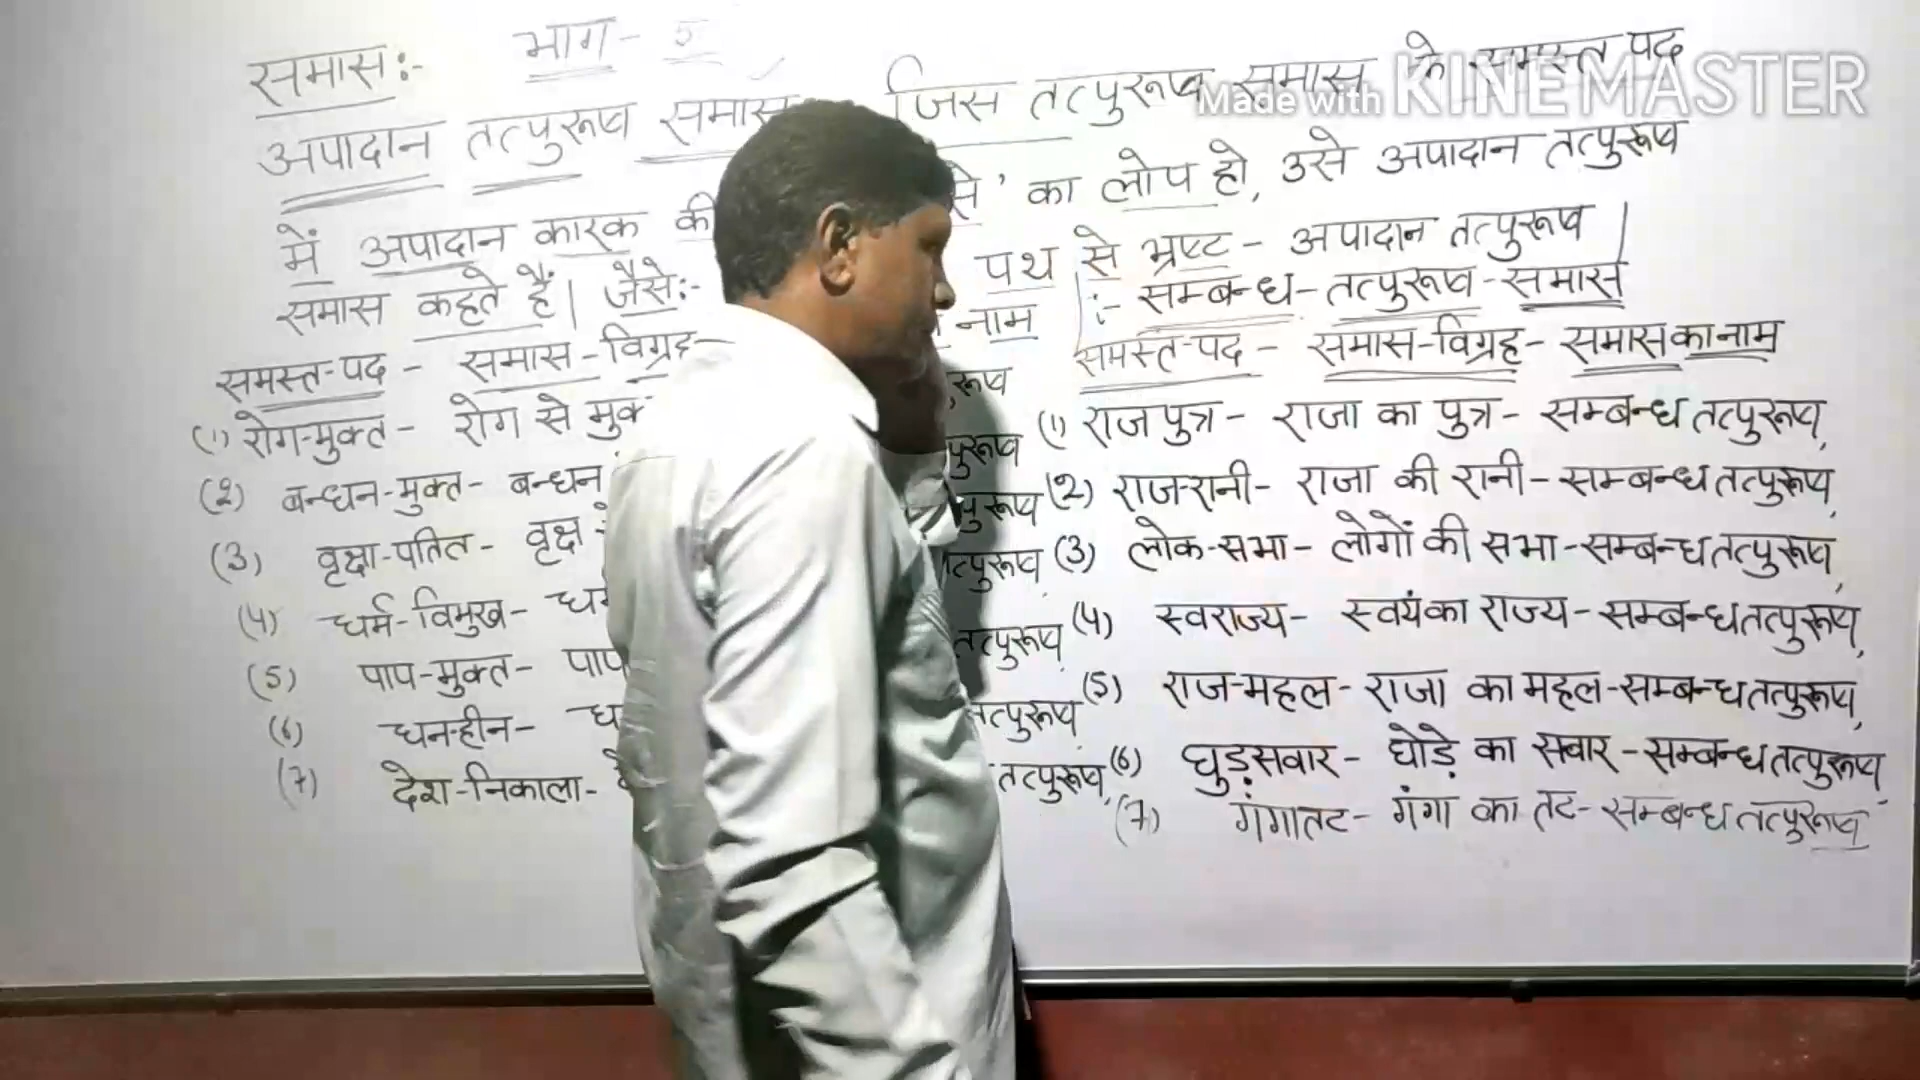 समास:- भाग- 5
अपादान तत्पुरूष समास जिस तत्पुरूष समास के समस्त पद
में अपादान कारक की से' का लोप हो, उसे अपादान तत्पुरूष
समास कहते हैं| जैसे:- पथ से भ्रष्ट - अपादान तत्पुरूष
समस्त-पद - समास-विग्रह- नाम
(1) रोग-मुक्त- रोग से मुक्
(2) बन्धन-मुक्त- बन्धन
(3) वृक्षा-पतित- वृक्ष
(4) धर्म-विमुख-
(5) पाप-मुक्त- पाप
(6) धनहीन- ध
(7) देश-निकाला-
:- सम्बन्ध-तत्पुरूष-समास
समस्त-पद - समास-विग्रह- समास का नाम
(1) राजपुत्र- राजा का पुत्र- सम्बन्ध तत्पुरूष,
(2) राज-रानी- राजा की रानी-सम्बन्ध तत्पुरूष,
(3) लोक-सभा- लोगों की सभा-सम्बन्ध तत्पुरूष,
(4) स्वराज्य- स्वयं का राज्य-सम्बन्ध तत्पुरूष,
(5) राज-महल- राजा का महल-सम्बन्ध तत्पुरूष,
(6) घुड़सवार- घोड़े का सवार-सम्बन्ध तत्पुरूष,
(7) गंगातट- गंगा का तट-सम्बन्ध तत्पुरूष
Made with KINEMASTER